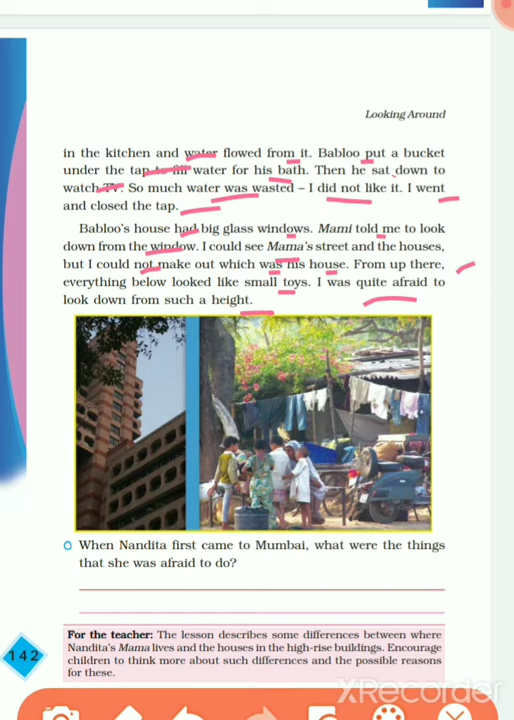 Looking Around
in the kitchen and water flowed from it. Babloo put a bucket
under the tap to fill water for his bath. Then he sat down to
watch TV. So much water was wasted – I did not like it. I went
and closed the tap.
Babloo's house had big glass windows. Mami told me to look
down from the window. I could see Mama's street and the houses,
but I could not make out which was his house. From up there,
everything below looked like small toys. I was quite afraid to
look down from such a height.
When Nandita first came to Mumbai, what were the things
that she was afraid to do?
For the teacher: The lesson describes some differences between where
Nandita's Mama lives and the houses in the high-rise buildings. Encourage
children to think more about such differences and the possible reasons
for these.
142
XRecorder